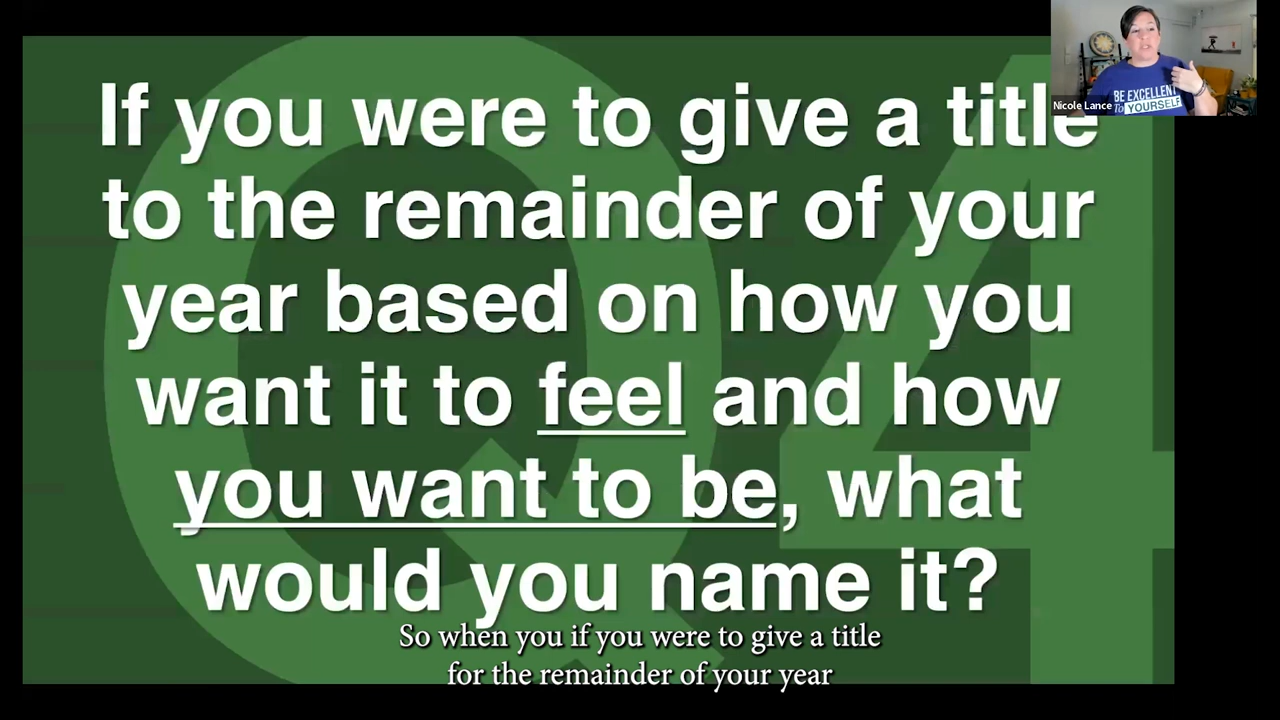 If you were to give a title
to the remainder of your
year based on how you
want it to feel and how
you want to be, what
would you name it?
Q4
Nicole Lance
BE EXCELLENT
TO YOURSELF
So when you if you were to give a title
for the remainder of your year